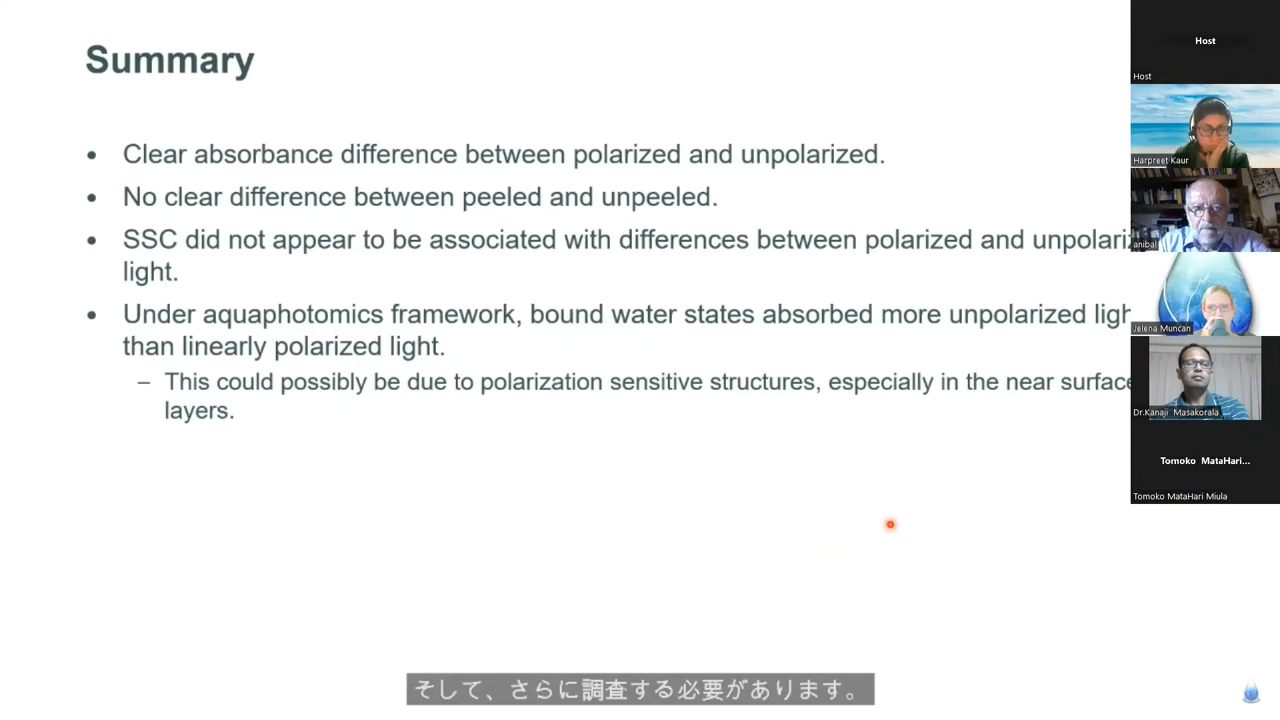 Summary
Host
Host
Clear absorbance difference between polarized and unpolarized.
Harpreet Kaur
No clear difference between peeled and unpeeled.
SSC did not appear to be associated with differences between polarized and
light.
anibal
Under aquaphotomics framework, bound water states absorbed more unpolarized
than linearly polarized light.
Jelena Muncan
– This could possibly be due to polarization sensitive structures, especially in the near surface
layers.
Dr.Kanaji Masakorala
Tomoko MataHari...
Tomoko MataHari Miula
そして、さらに調査する必要があります。